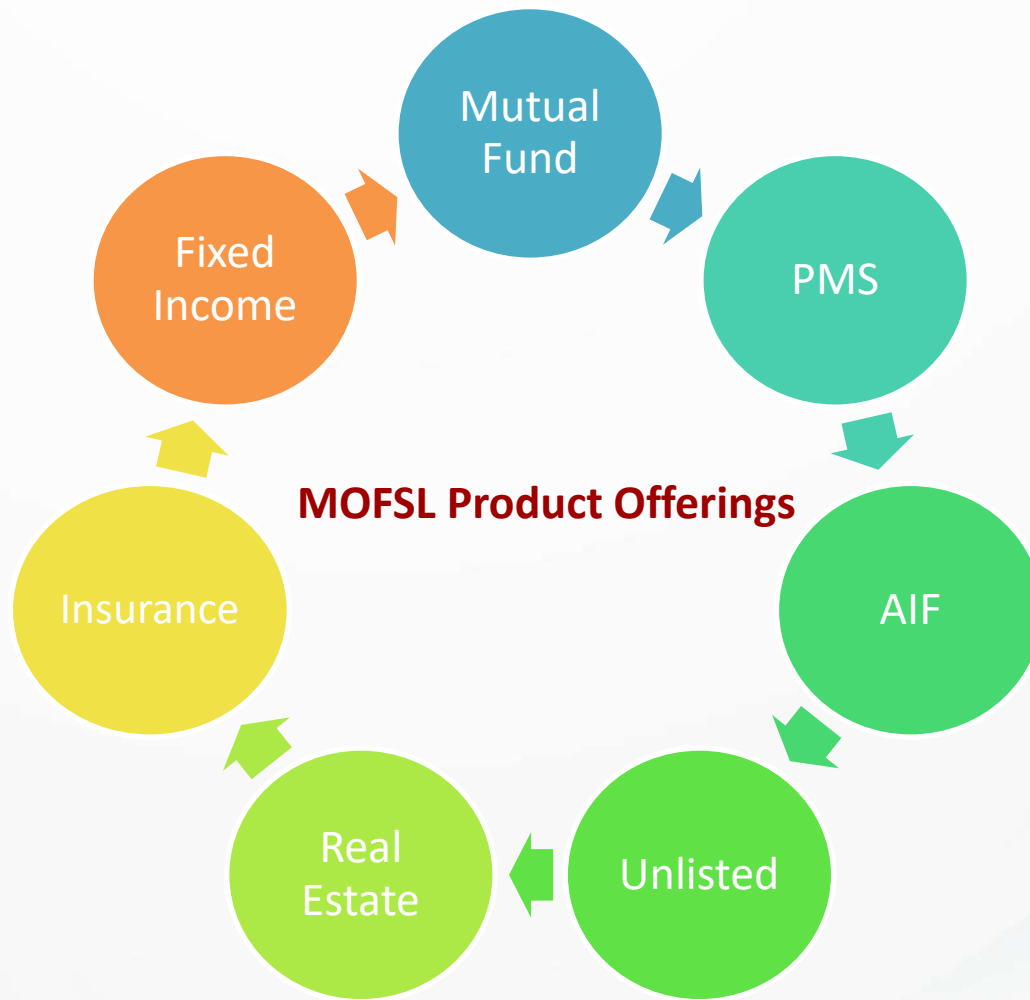 Mutual
Fund
PMS
AIF
Unlisted
Real
Estate
Insurance
Fixed
Income
MOFSL Product Offerings